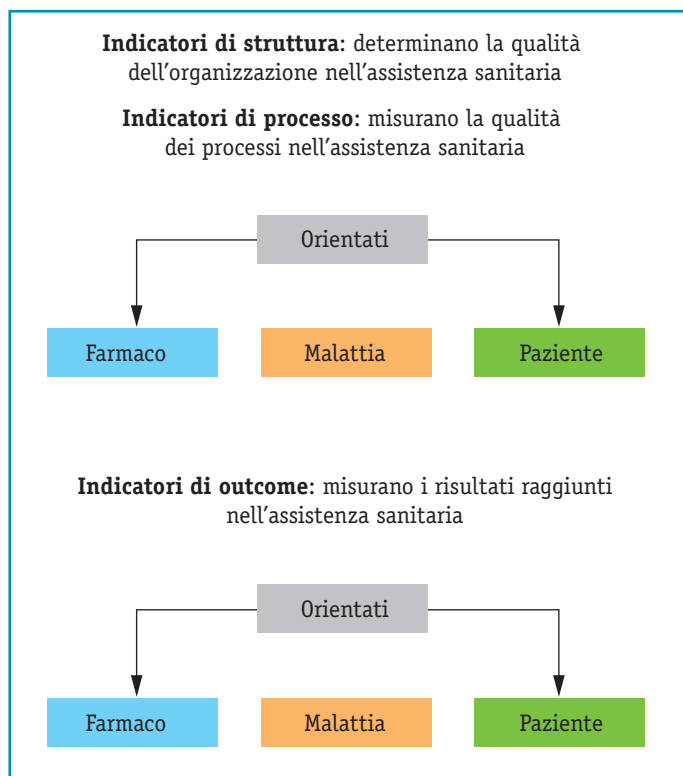 Indicatori di struttura: determinano la qualità
dell'organizzazione nell'assistenza sanitaria
Indicatori di processo: misurano la qualità
dei processi nell'assistenza sanitaria
Orientati
Farmaco
Malattia
Paziente
Indicatori di outcome: misurano i risultati raggiunti
nell'assistenza sanitaria
Orientati
Farmaco
Malattia
Paziente